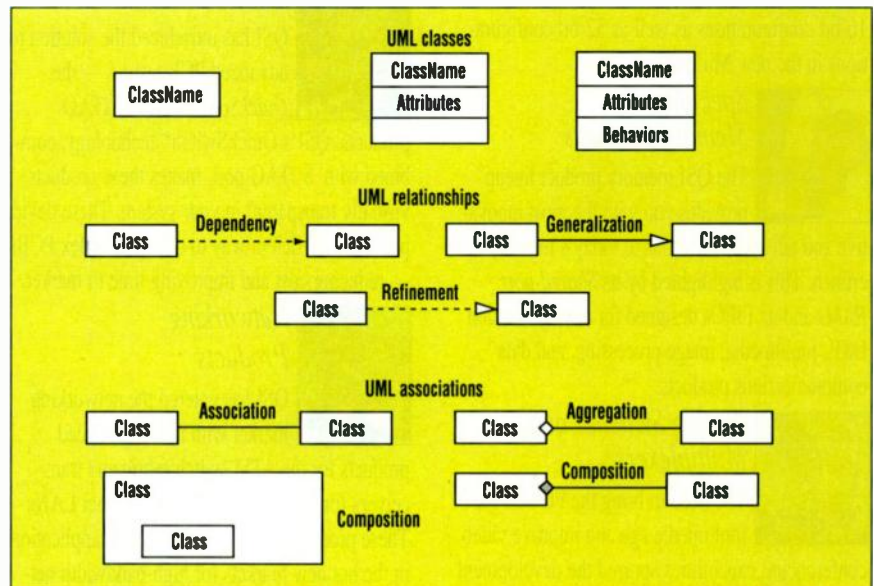 UML classes
ClassName
ClassName
Attributes
ClassName
Attributes
Behaviors
UML relationships
Class Dependency Class
Class Generalization Class
Class Refinement Class
UML associations
Class Association Class
Class Aggregation Class
Class Composition Class
Class
Class
Composition